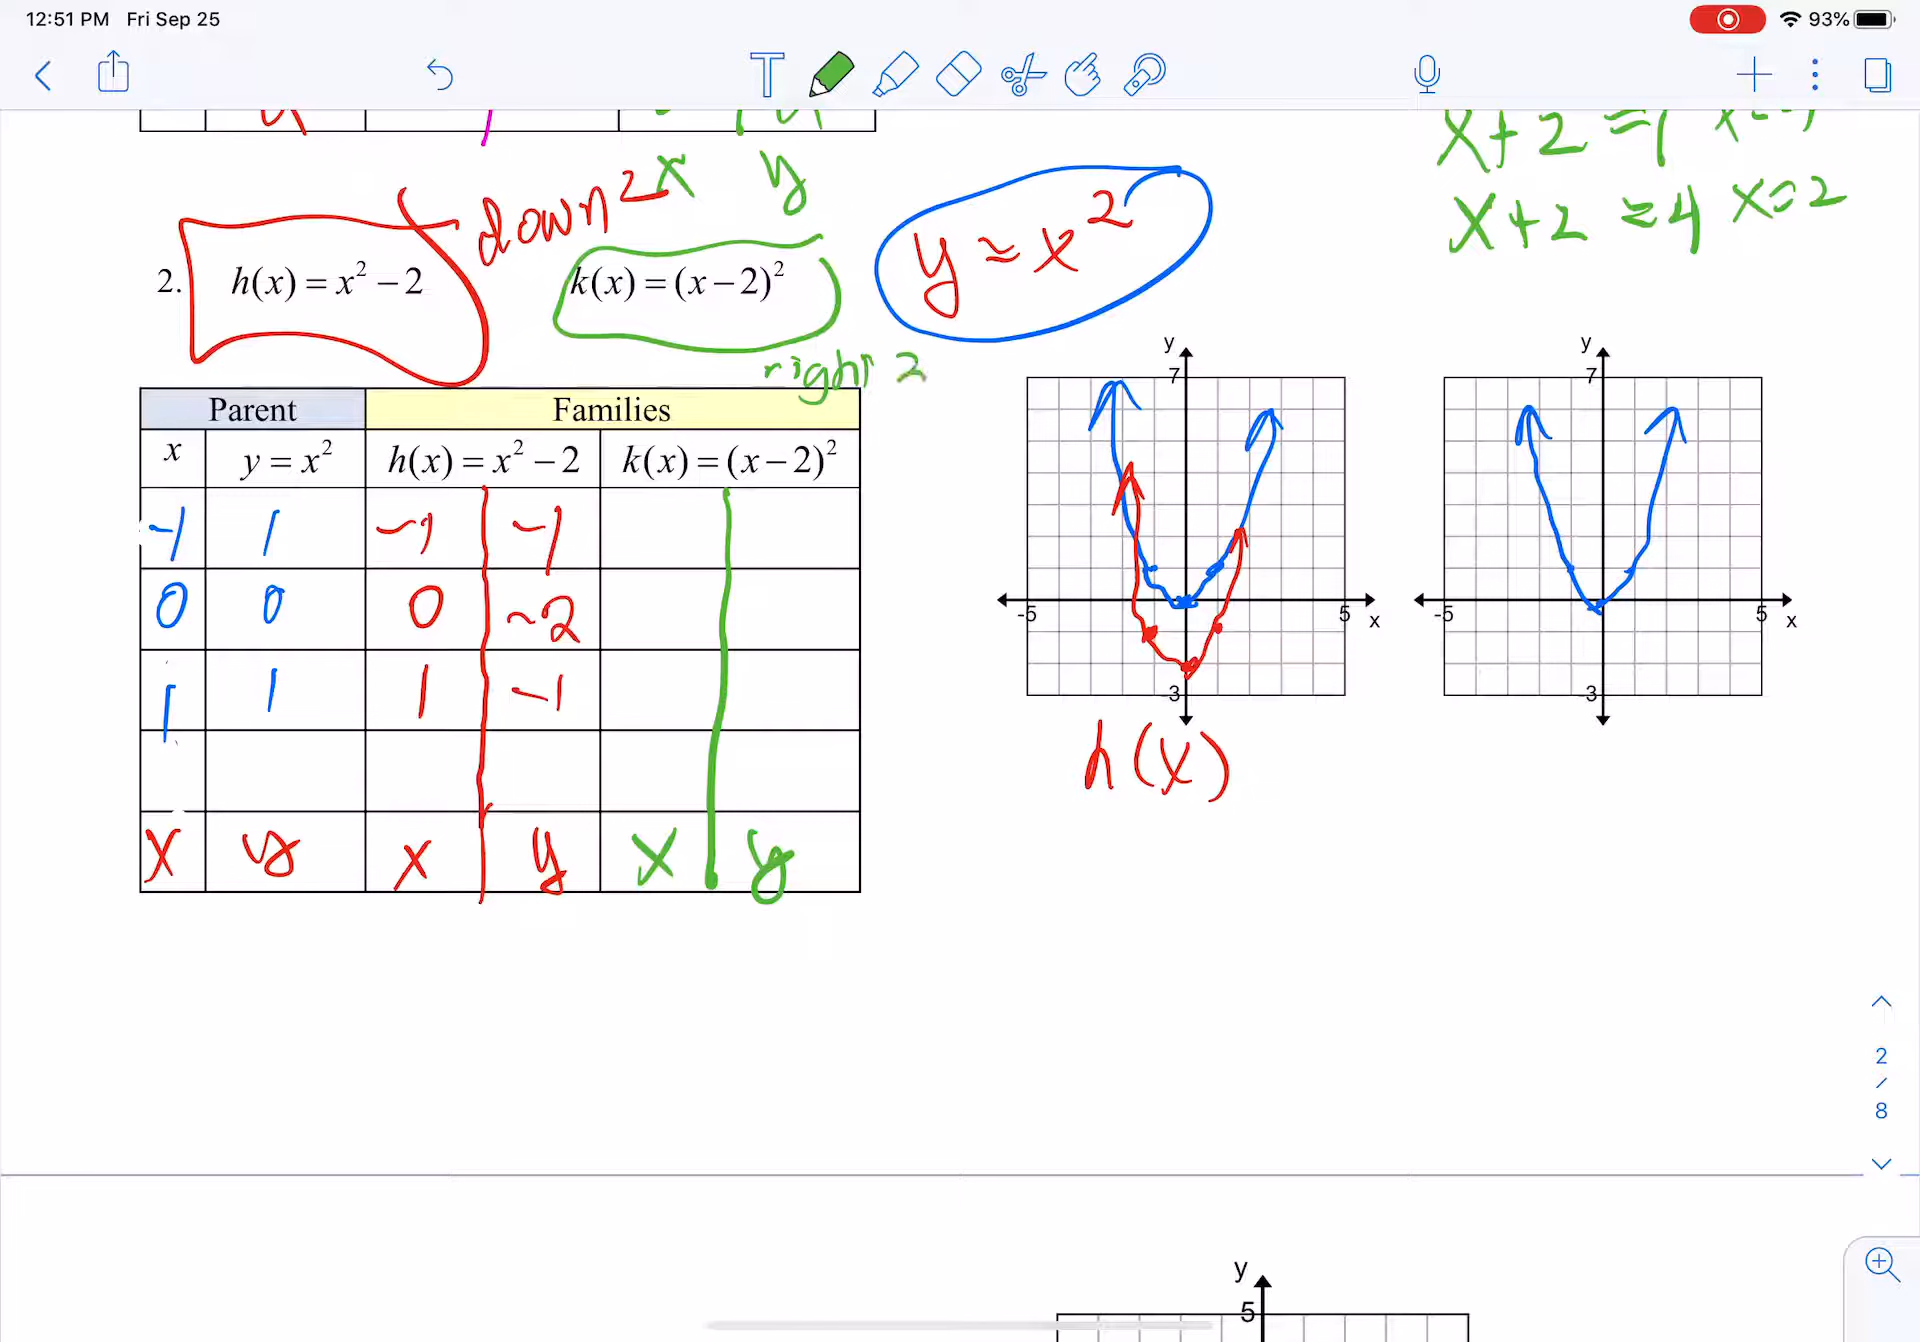 12:51 PM Fri Sep 25
93%
x + 2 = 1
x + 2 = 4 x = 2
x y
down 2
y = x²
2. h(x) = x² − 2 k(x) = (x − 2)²
right 2
Parent Families
x y = x² h(x) = x² − 2 k(x) = (x − 2)²
-1 1 -1 -1
0 0 0 -2
1 1 1 -1
x y x y x y
y
7
-5 5 x
-3
h(x)
y
7
-5 5 x
-3
2
/
8
y
5